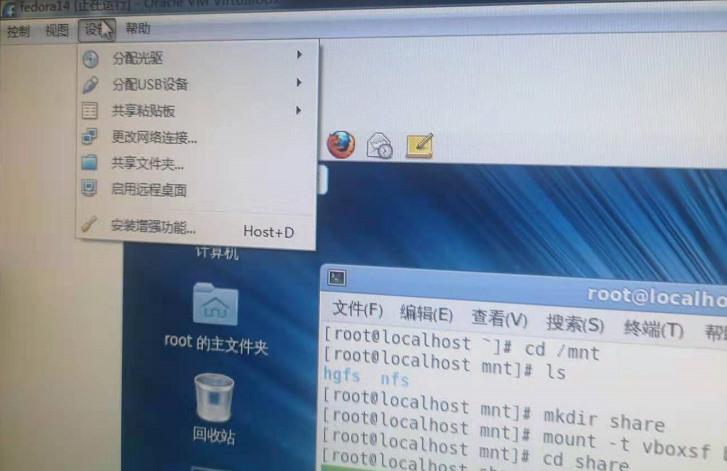 fedora14 [正在运行] - Oracle VM VirtualBox
控制 视图 设备 帮助
分配光驱
分配USB设备
共享粘贴板
更改网络连接...
共享文件夹...
启用远程桌面
安装增强功能... Host+D
计算机
root 的主文件夹
回收站
root@localho
文件(F) 编辑(E) 查看(V) 搜索(S) 终端(T) 帮
[root@localhost ~]# cd /mnt
[root@localhost mnt]# ls
hgfs nfs
[root@localhost mnt]# mkdir share
[root@localhost mnt]# mount -t vboxsf
[root@localhost mnt]# cd share